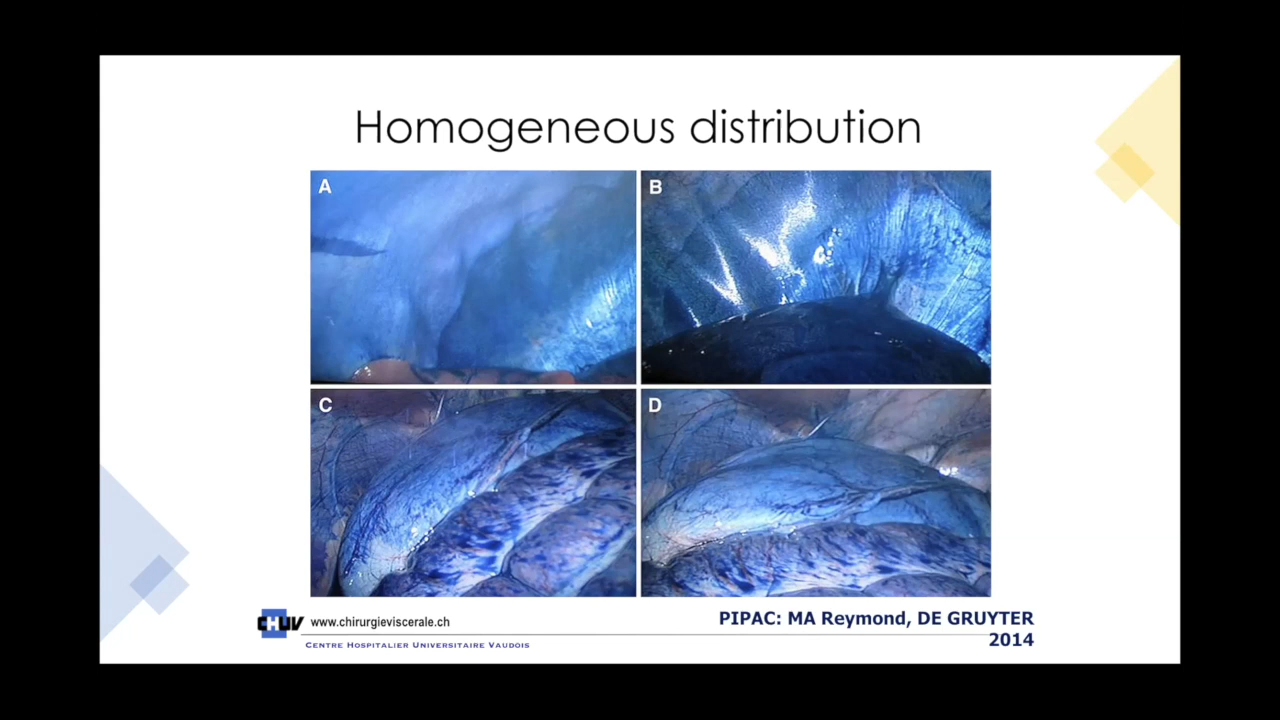 Homogeneous distribution
A
B
C
D
CHUV
www.chirurgieviscerale.ch
CENTRE HOSPITALIER UNIVERSITAIRE VAUDOIS
PIPAC: MA Reymond, DE GRUYTER
2014